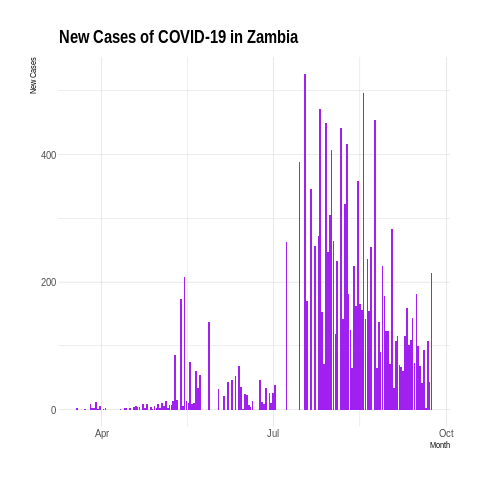 New Cases of COVID-19 in Zambia
New Cases
400
200
0
Apr
Jul
Oct
Month